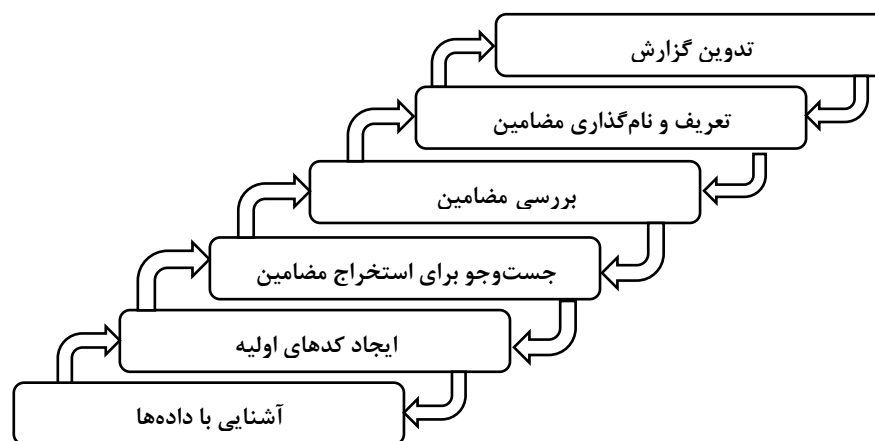 تدوین گزارش
تعریف و نام‌گذاری مضامین
بررسی مضامین
جست‌وجو برای استخراج مضامین
ایجاد کدهای اولیه
آشنایی با داده‌ها